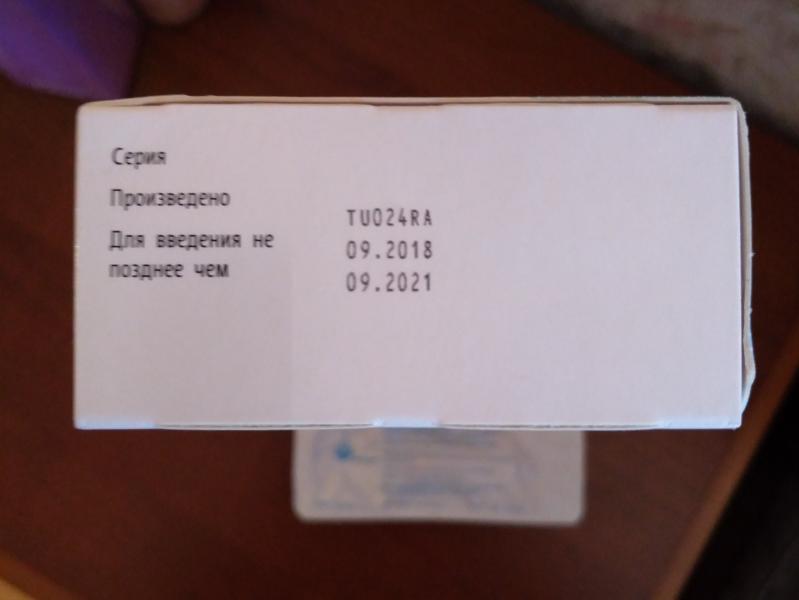 Серия
Произведено
Для введения не
позднее чем
TU024RA
09.2018
09.2021